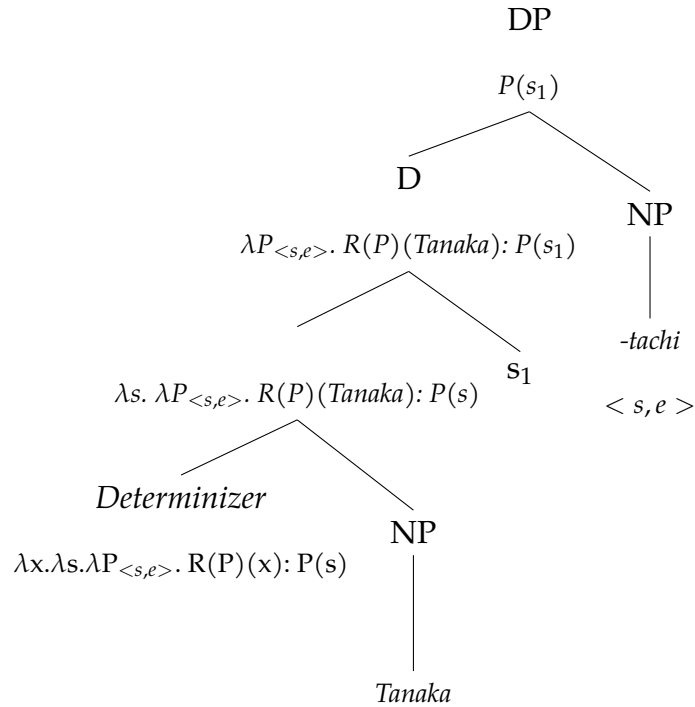 DP
P(s₁)
D
NP
λP<s,e>. R(P)(Tanaka): P(s₁)
-tachi
s₁
λs. λP<s,e>. R(P)(Tanaka): P(s)
< s, e >
Determinizer
NP
λx.λs.λP<s,e>. R(P)(x): P(s)
Tanaka